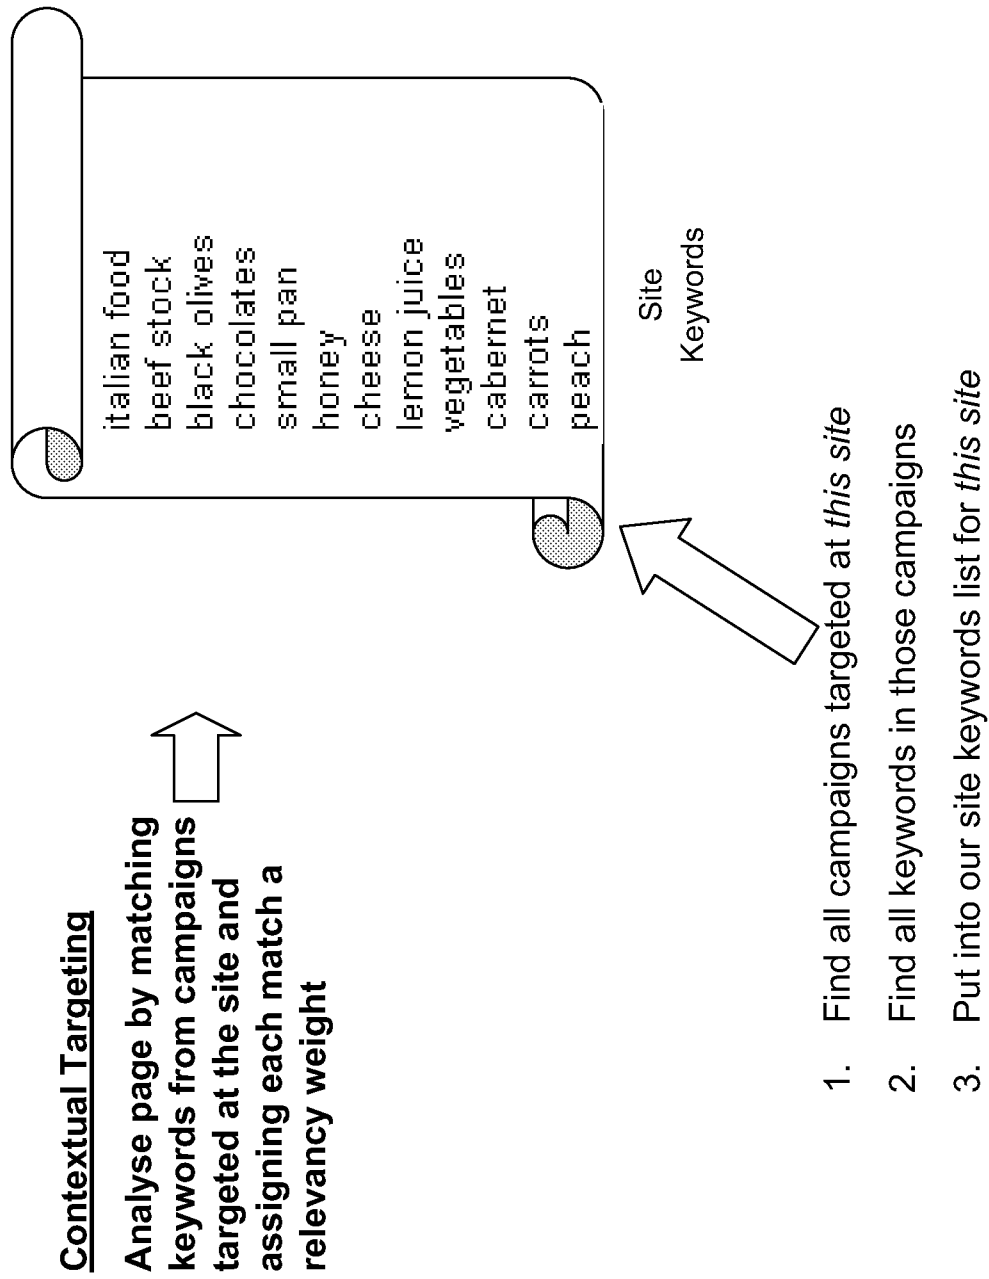 Contextual Targeting
Analyse page by matching
keywords from campaigns
targeted at the site and
assigning each match a
relevancy weight
italian food
beef stock
black olives
chocolates
small pan
honey
cheese
lemon juice
vegetables
cabernet
carrots
peach
Site
Keywords
1. Find all campaigns targeted at this site
2. Find all keywords in those campaigns
3. Put into our site keywords list for this site